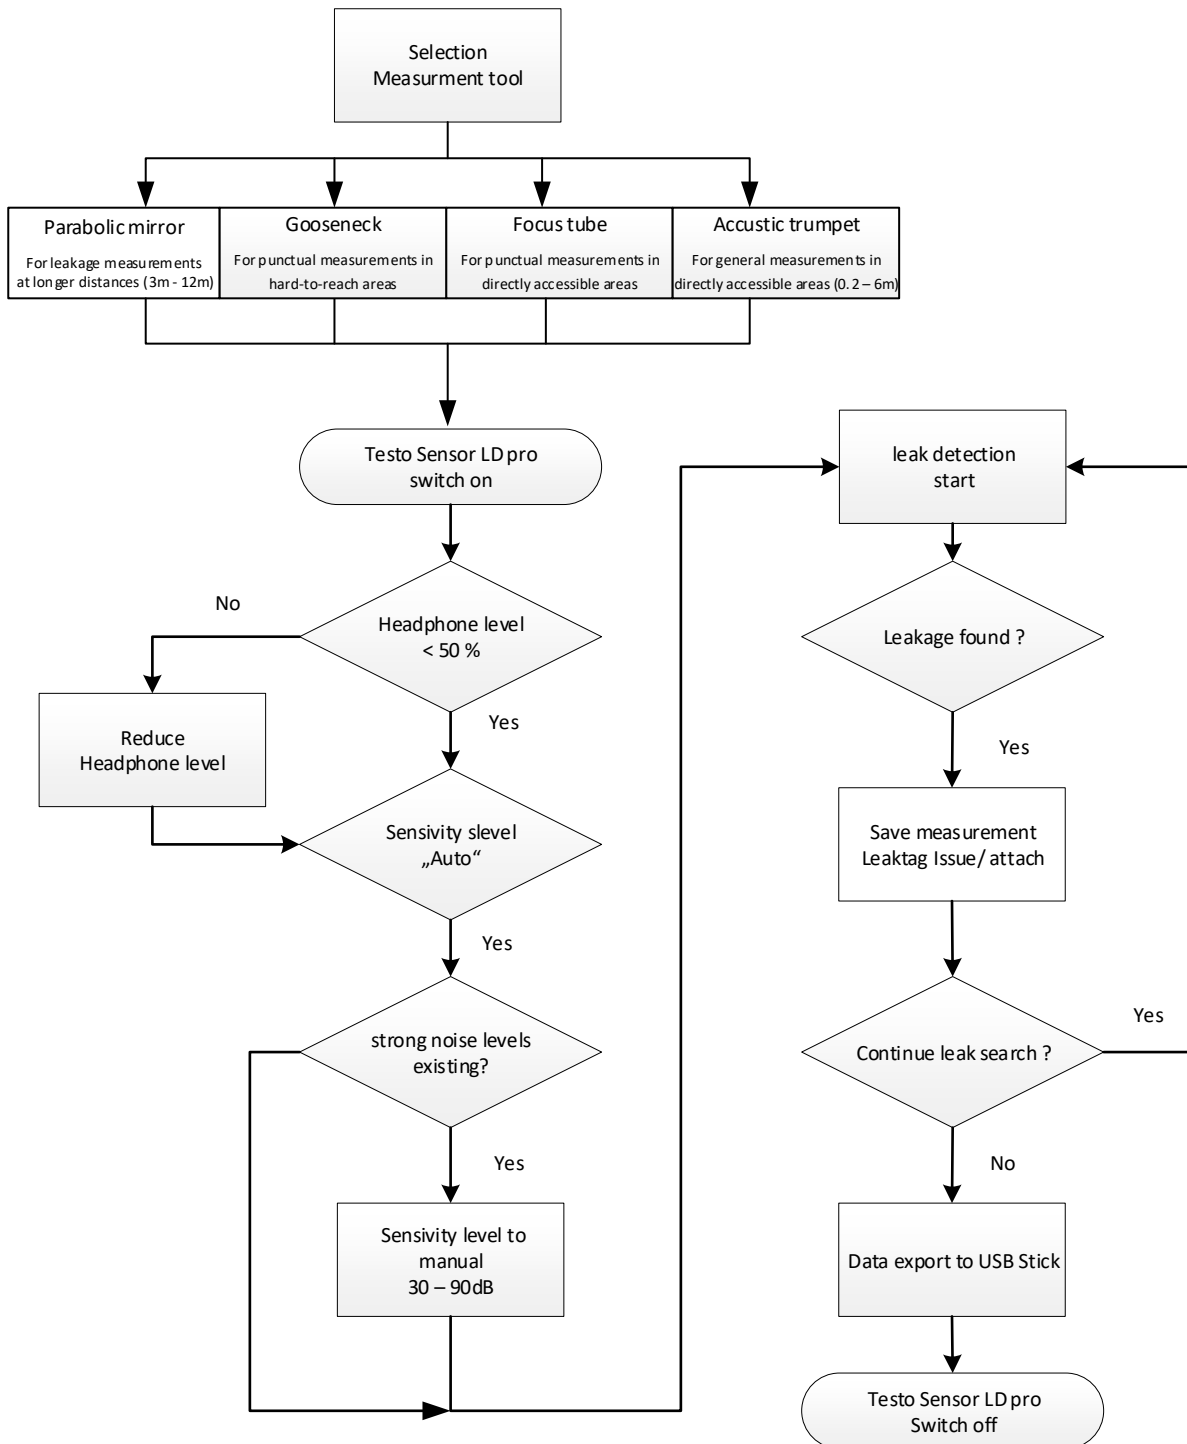 Selection
Measurment tool
Parabolic mirror
For leakage measurements
at longer distances (3m - 12m)
Gooseneck
For punctual measurements in
hard-to-reach areas
Focus tube
For punctual measurements in
directly accessible areas
Accustic trumpet
For general measurements in
directly accessible areas (0.2 – 6m)
Testo Sensor LD pro
switch on
Headphone level
< 50 %
No
Reduce
Headphone level
Yes
Sensivity slevel
„Auto“
Yes
strong noise levels
existing?
Yes
Sensivity level to
manual
30 – 90dB
leak detection
start
Leakage found ?
Yes
Save measurement
Leaktag Issue/ attach
Continue leak search ?
Yes
No
Data export to USB Stick
Testo Sensor LD pro
Switch off